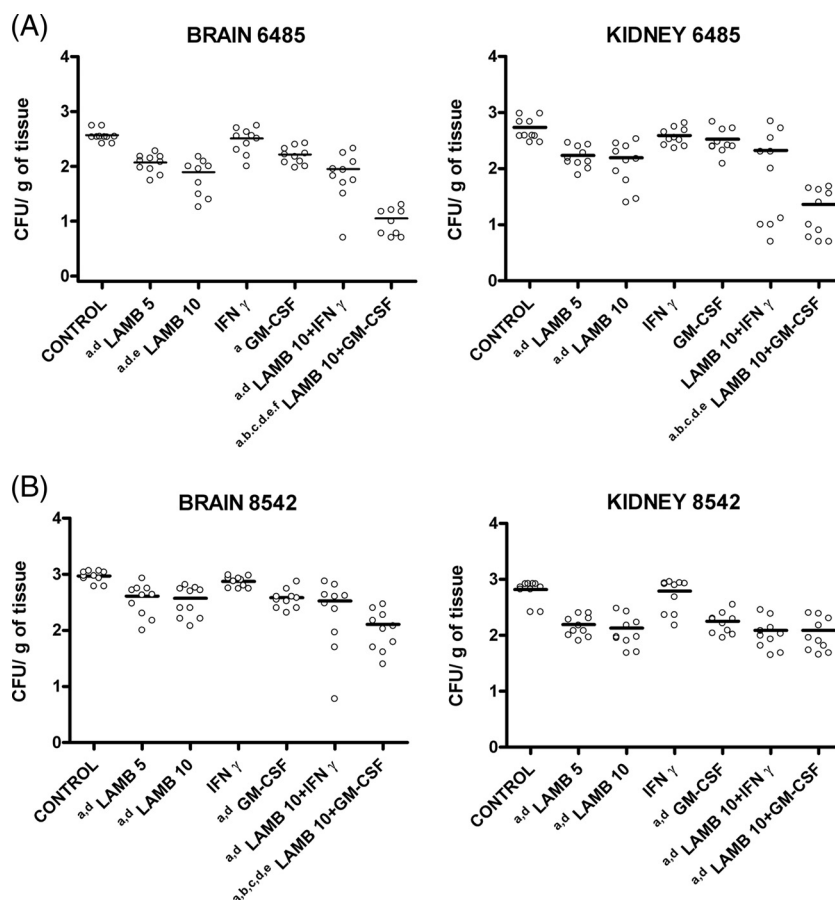 (A)
BRAIN 6485
KIDNEY 6485
CFU/ g of tissue
4
3
2
1
0
CONTROL
a.d LAMB 5
a.d.e LAMB 10
IFN γ
a GM-CSF
a.d LAMB 10+IFN γ
a.b.c.d.e.f LAMB 10+GM-CSF
CFU/ g of tissue
4
3
2
1
0
CONTROL
a.d LAMB 5
a.d LAMB 10
IFN γ
GM-CSF
LAMB 10+IFN γ
a.b.c.d.e LAMB 10+GM-CSF
(B)
BRAIN 8542
KIDNEY 8542
CFU/ g of tissue
4
3
2
1
0
CONTROL
a,d LAMB 5
a,d LAMB 10
IFN γ
a,d GM-CSF
a,d LAMB 10+IFN γ
a,b,c,d,e LAMB 10+GM-CSF
CFU/ g of tissue
4
3
2
1
0
CONTROL
a,d LAMB 5
a,d LAMB 10
IFN γ
a,d GM-CSF
a,d LAMB 10+IFN γ
a,d LAMB 10+GM-CSF